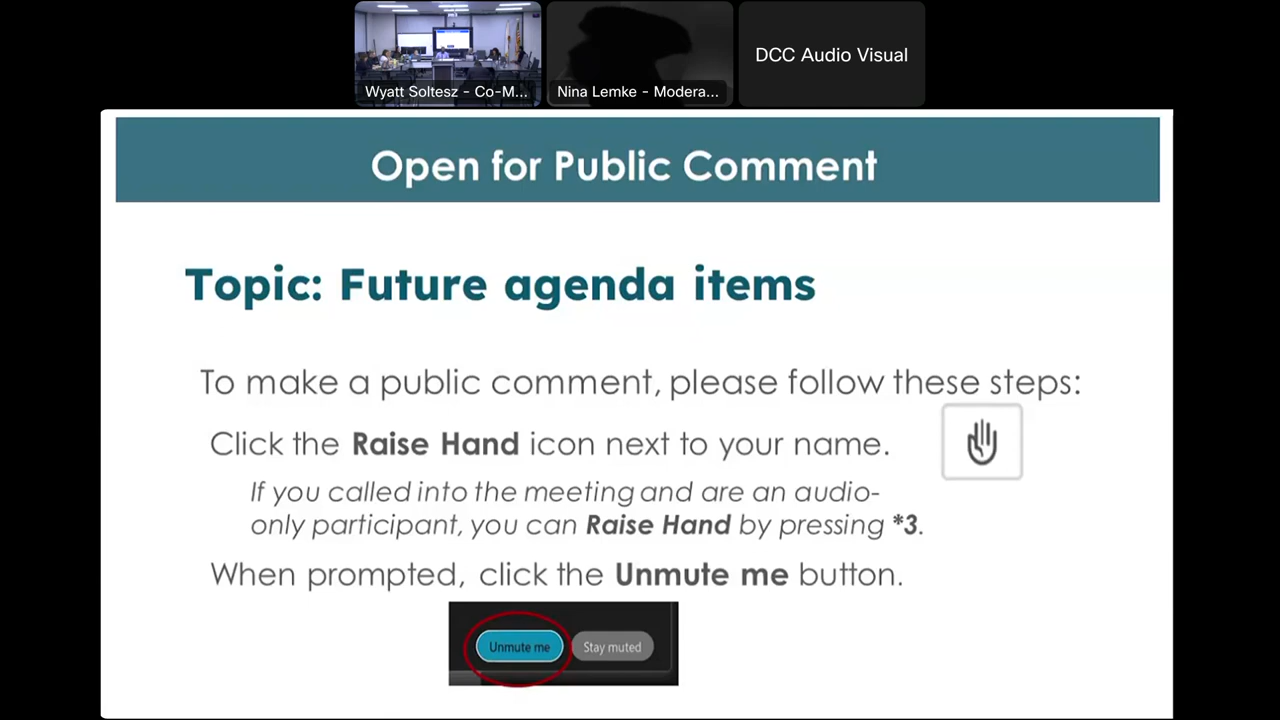 Wyatt Soltesz - Co-M...
Nina Lemke - Modera...
DCC Audio Visual
Open for Public Comment
Topic: Future agenda items
To make a public comment, please follow these steps:
Click the Raise Hand icon next to your name.
If you called into the meeting and are an audio-
only participant, you can Raise Hand by pressing *3.
When prompted, click the Unmute me button.
Unmute me
Stay muted